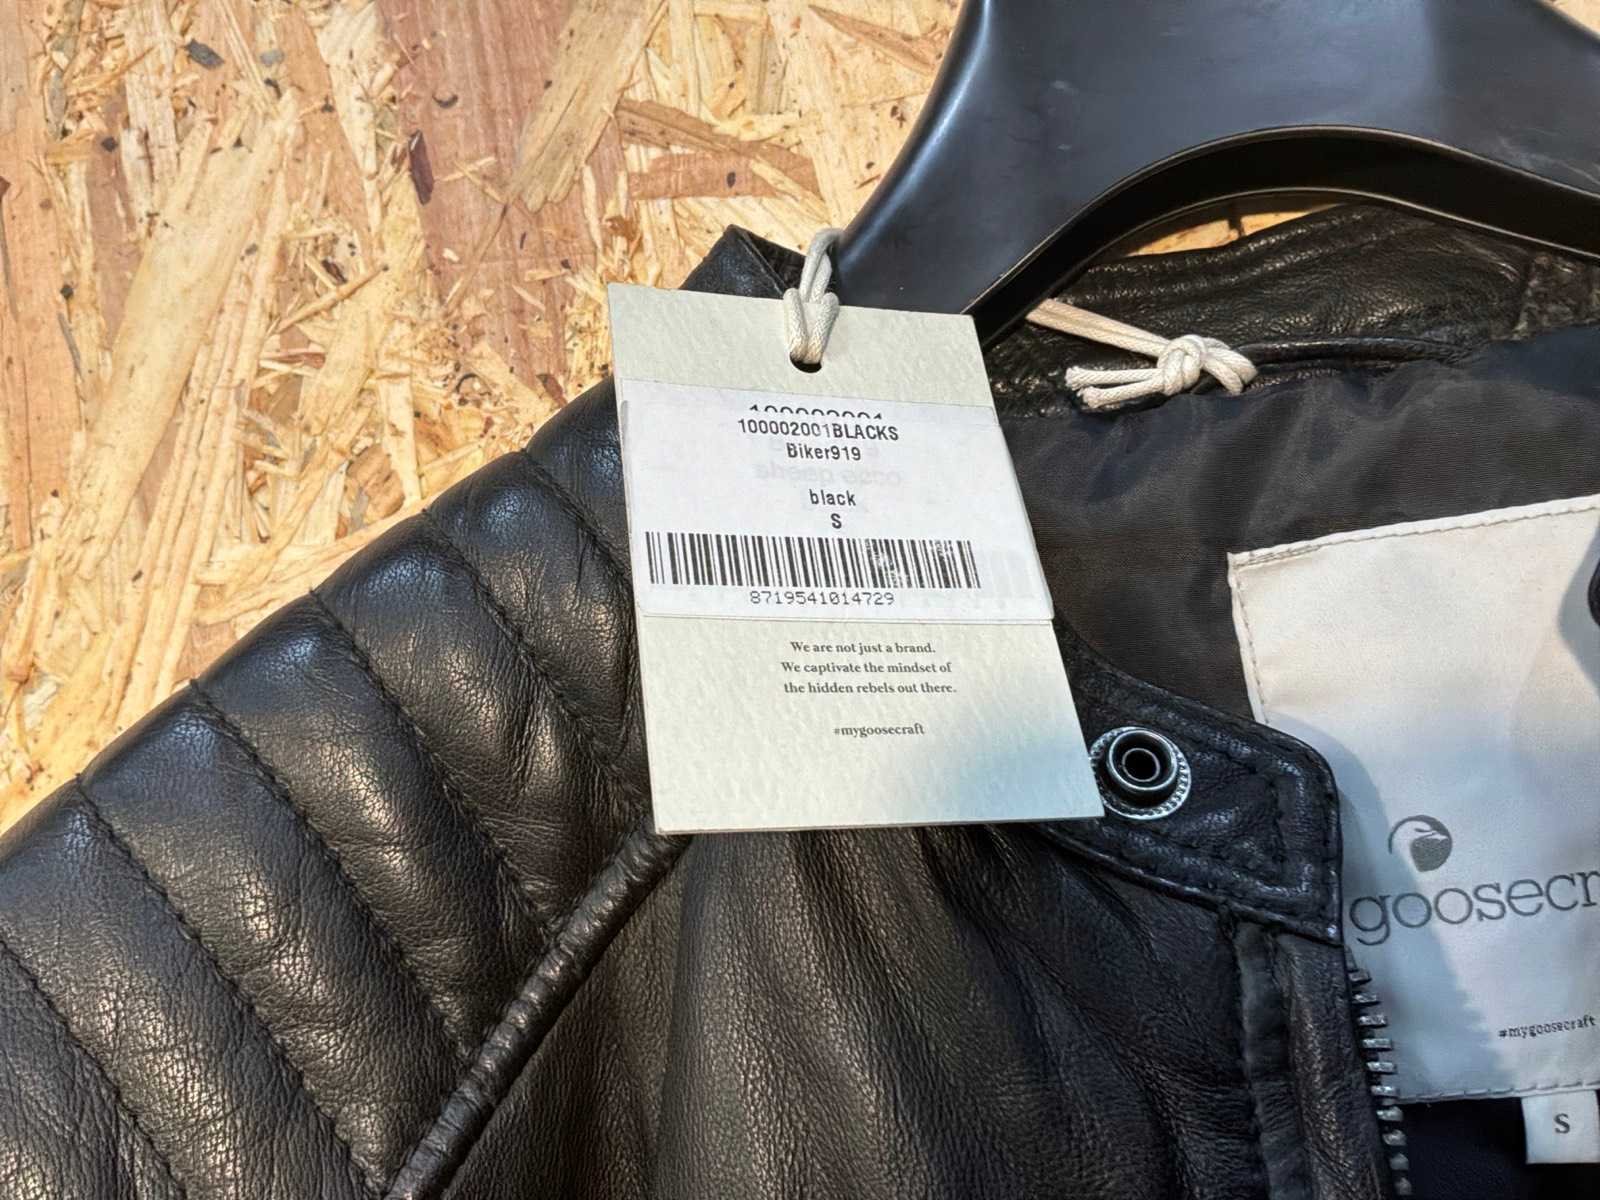 100002001
100002001BLACKS
Biker919
black
S
8719541014729
We are not just a brand.
We captivate the mindset of
the hidden rebels out there.
#mygoosecraft
goosecr
#mygoosecraft
S